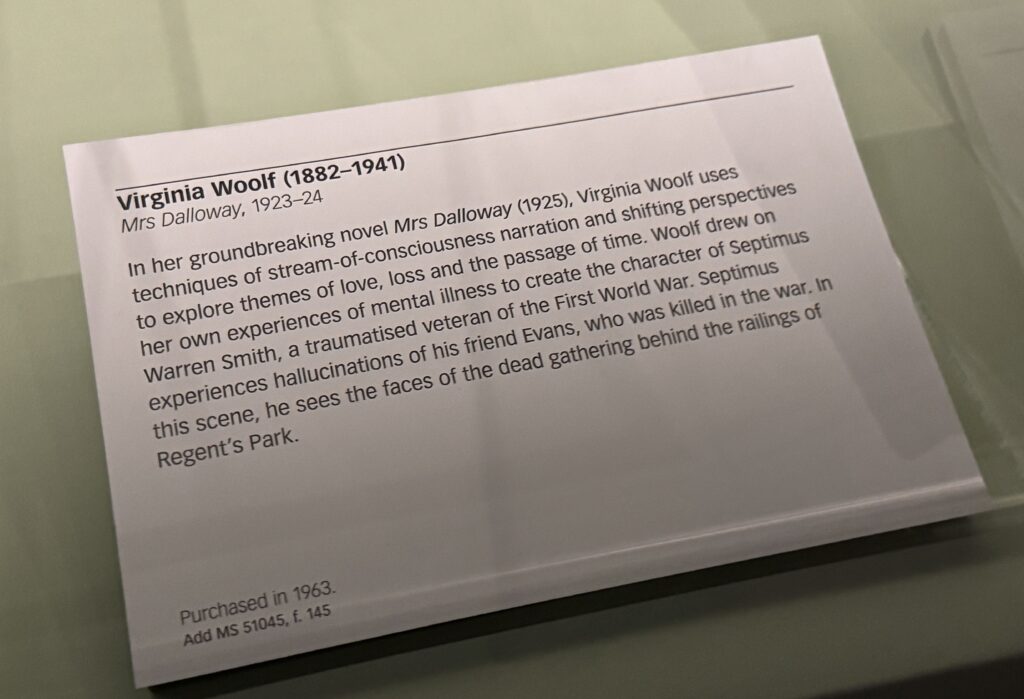 Virginia Woolf (1882–1941)
Mrs Dalloway, 1923–24
In her groundbreaking novel Mrs Dalloway (1925), Virginia Woolf uses
techniques of stream-of-consciousness narration and shifting perspectives
to explore themes of love, loss and the passage of time. Woolf drew on
her own experiences of mental illness to create the character of Septimus
Warren Smith, a traumatised veteran of the First World War. Septimus
experiences hallucinations of his friend Evans, who was killed in the war. In
this scene, he sees the faces of the dead gathering behind the railings of
Regent's Park.
Purchased in 1963.
Add MS 51045, f. 145